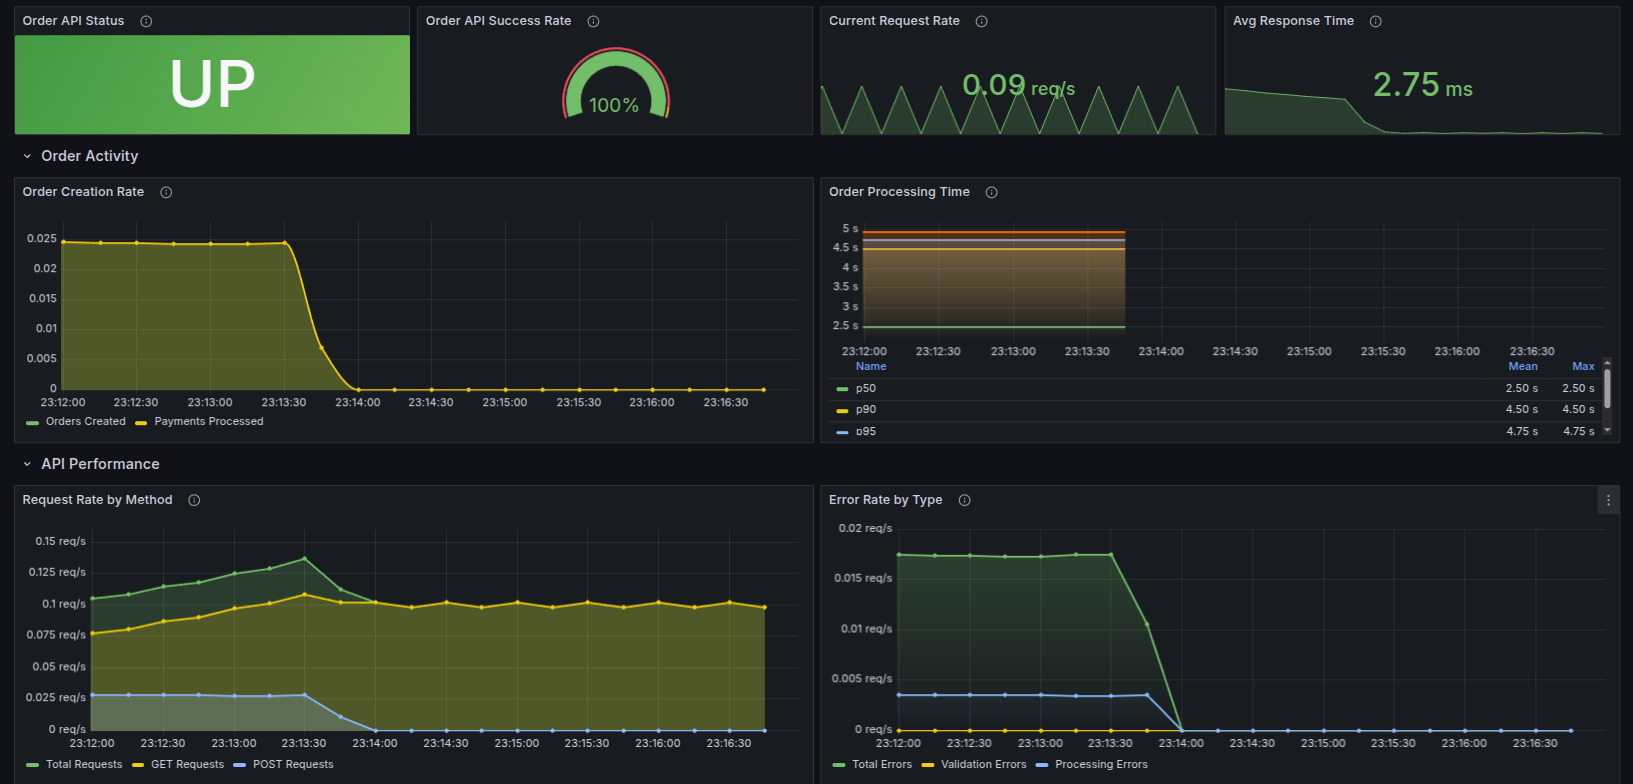 Order API Status
Order API Success Rate
Current Request Rate
Avg Response Time
UP
100%
0.09 req/s
2.75 ms
Order Activity
Order Creation Rate
0.025
0.02
0.015
0.01
0.005
0
23:12:00 23:12:30 23:13:00 23:13:30 23:14:00 23:14:30 23:15:00 23:15:30 23:16:00 23:16:30
Orders Created Payments Processed
Order Processing Time
5 s
4.5 s
4 s
3.5 s
3 s
2.5 s
23:12:00 23:12:30 23:13:00 23:13:30 23:14:00 23:14:30 23:15:00 23:15:30 23:16:00 23:16:30
Name Mean Max
p50 2.50 s 2.50 s
p90 4.50 s 4.50 s
p95 4.75 s 4.75 s
API Performance
Request Rate by Method
0.15 req/s
0.125 req/s
0.1 req/s
0.075 req/s
0.05 req/s
0.025 req/s
0 req/s
23:12:00 23:12:30 23:13:00 23:13:30 23:14:00 23:14:30 23:15:00 23:15:30 23:16:00 23:16:30
Total Requests GET Requests POST Requests
Error Rate by Type
0.02 req/s
0.015 req/s
0.01 req/s
0.005 req/s
0 req/s
23:12:00 23:12:30 23:13:00 23:13:30 23:14:00 23:14:30 23:15:00 23:15:30 23:16:00 23:16:30
Total Errors Validation Errors Processing Errors